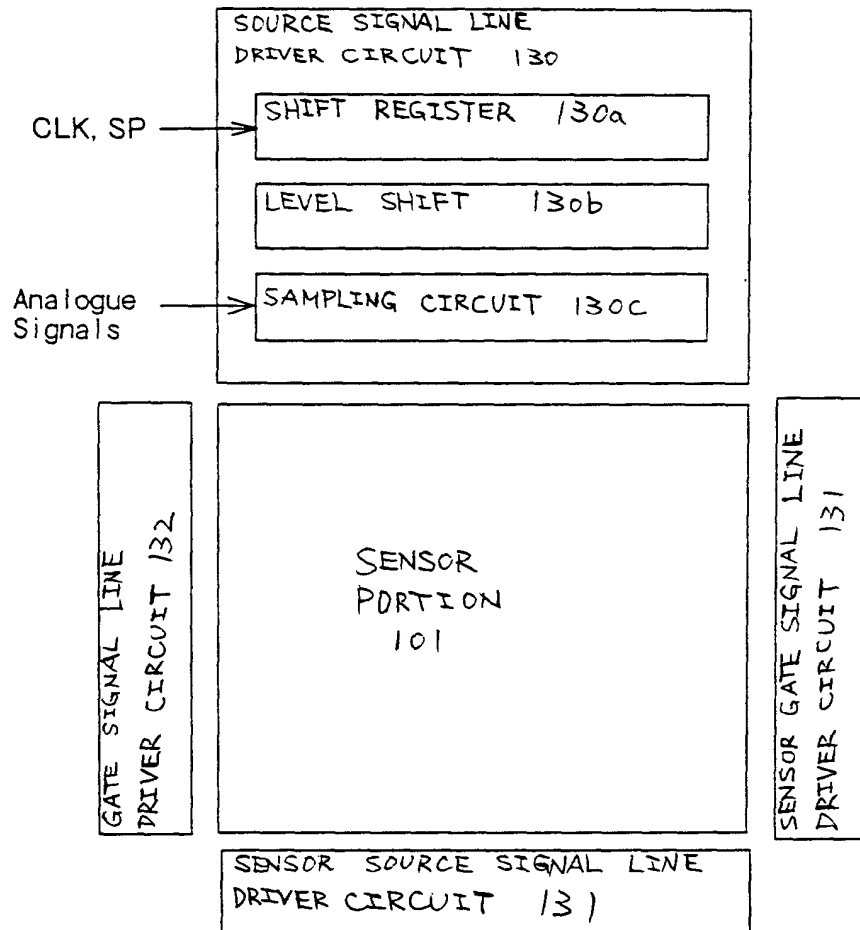 SOURCE SIGNAL LINE
DRIVER CIRCUIT 130
CLK, SP
SHIFT REGISTER 130a
LEVEL SHIFT 130b
Analogue
Signals
SAMPLING CIRCUIT 130c
GATE SIGNAL LINE
DRIVER CIRCUIT 132
SENSOR
PORTION
101
SENSOR GATE SIGNAL LINE
DRIVER CIRCUIT 131
SENSOR SOURCE SIGNAL LINE
DRIVER CIRCUIT 131